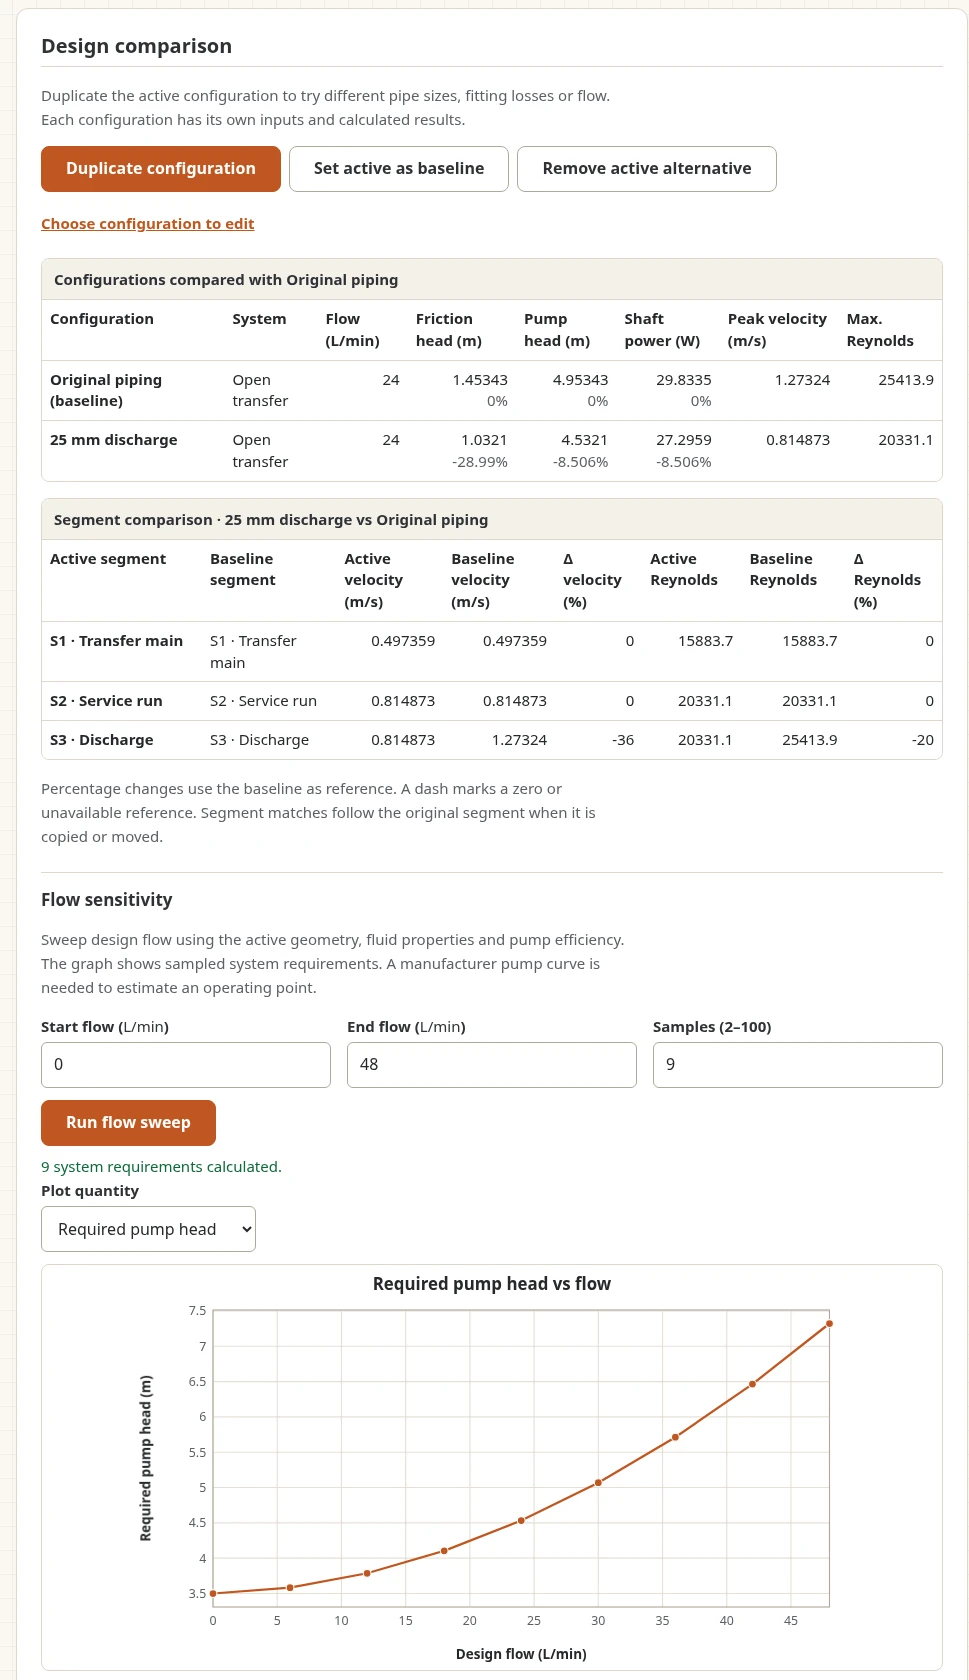 Design comparison
Duplicate the active configuration to try different pipe sizes, fitting losses or flow.
Each configuration has its own inputs and calculated results.
Duplicate configuration Set active as baseline Remove active alternative
Choose configuration to edit
Configurations compared with Original piping
Configuration System Flow Friction Pump Shaft Peak velocity Max.
(L/min) head (m) head (m) power (W) (m/s) Reynolds
Original piping Open 24 1.45343 4.95343 29.8335 1.27324 25413.9
(baseline) transfer 0% 0% 0%
25 mm discharge Open 24 1.0321 4.5321 27.2959 0.814873 20331.1
transfer -28.99% -8.506% -8.506%
Segment comparison · 25 mm discharge vs Original piping
Active segment Baseline Active Baseline Δ Active Baseline Δ
segment velocity velocity velocity Reynolds Reynolds Reynolds
(m/s) (m/s) (%) (%)
S1 · Transfer main S1 · Transfer 0.497359 0.497359 0 15883.7 15883.7 0
main
S2 · Service run S2 · Service run 0.814873 0.814873 0 20331.1 20331.1 0
S3 · Discharge S3 · Discharge 0.814873 1.27324 -36 20331.1 25413.9 -20
Percentage changes use the baseline as reference. A dash marks a zero or
unavailable reference. Segment matches follow the original segment when it is
copied or moved.
Flow sensitivity
Sweep design flow using the active geometry, fluid properties and pump efficiency.
The graph shows sampled system requirements. A manufacturer pump curve is
needed to estimate an operating point.
Start flow (L/min) End flow (L/min) Samples (2–100)
0 48 9
Run flow sweep
9 system requirements calculated.
Plot quantity
Required pump head
Required pump head vs flow
7.5
7
6.5
6
5.5
5
4.5
4
3.5
Required pump head (m)
0 5 10 15 20 25 30 35 40 45
Design flow (L/min)